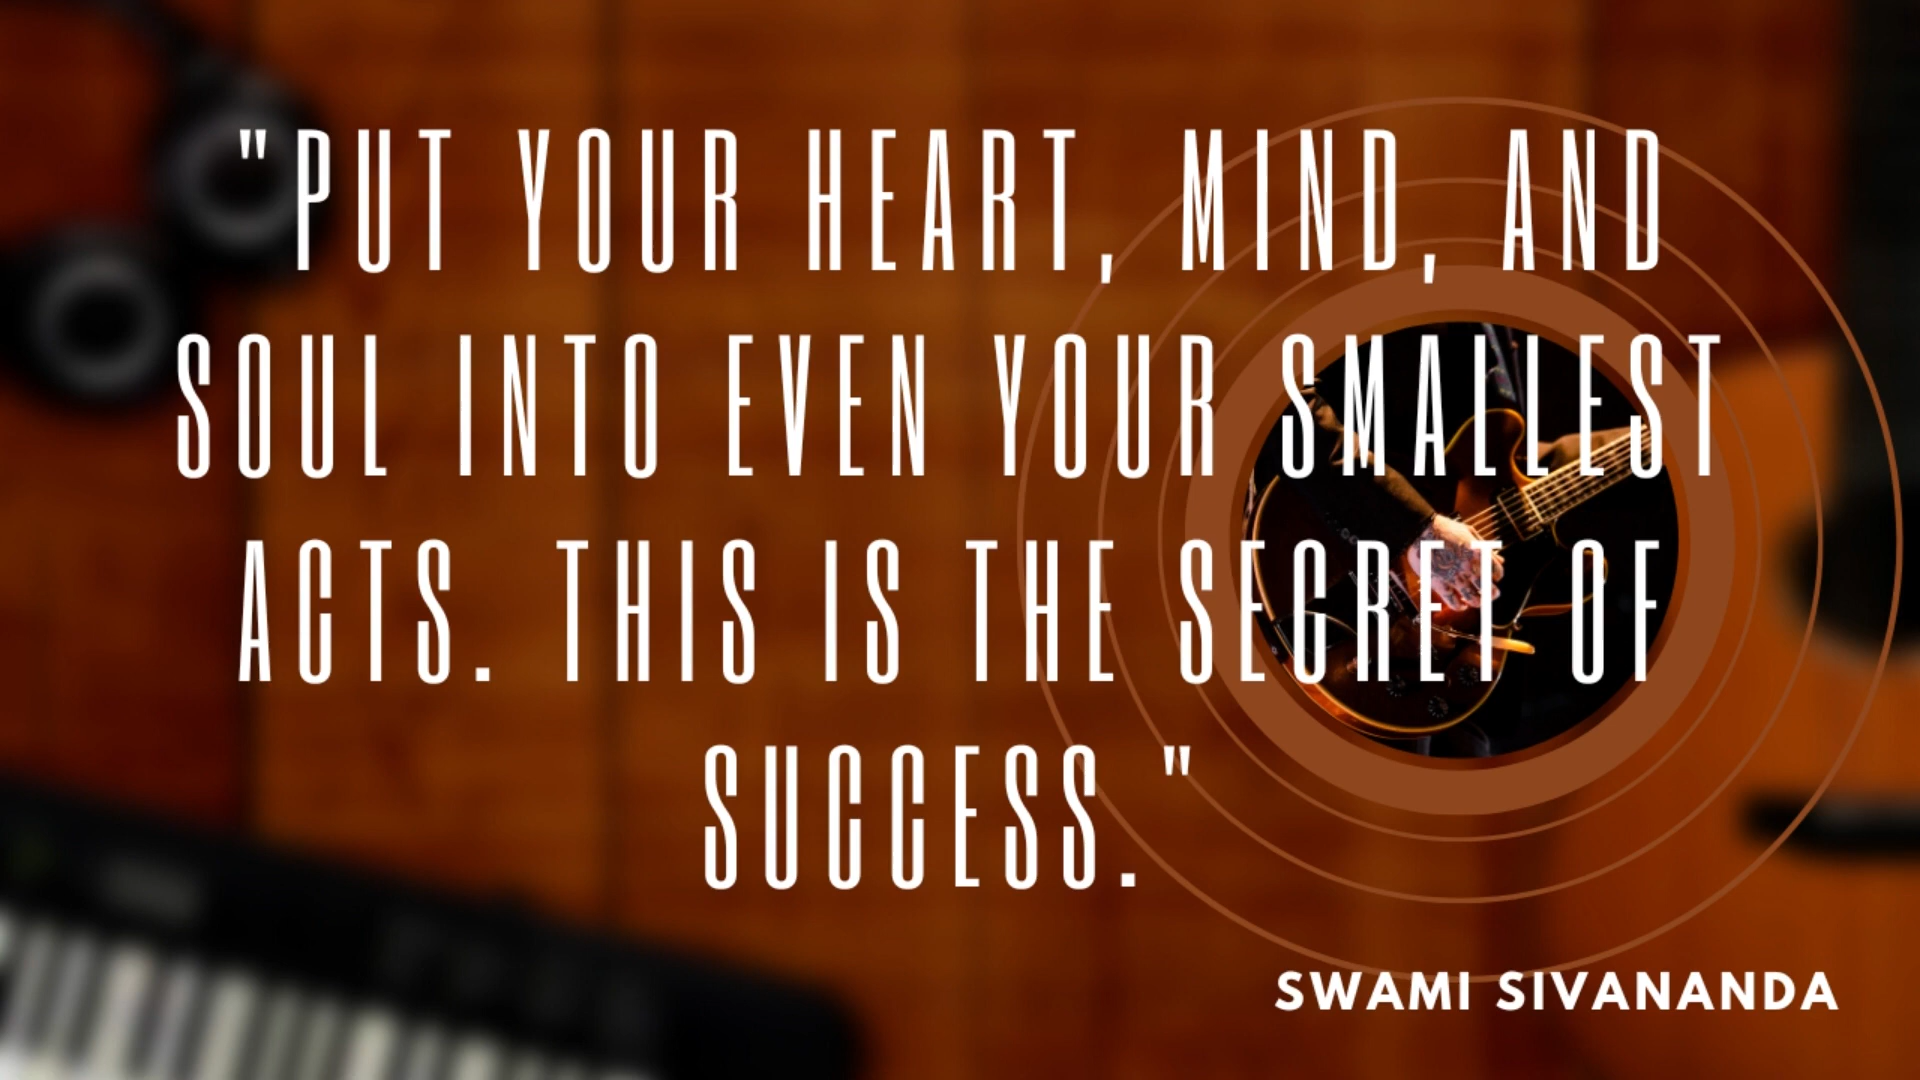 "PUT YOUR HEART, MIND, AND
SOUL INTO EVEN YOUR SMALLEST
ACTS. THIS IS THE SECRET OF
SUCCESS."
SWAMI SIVANANDA